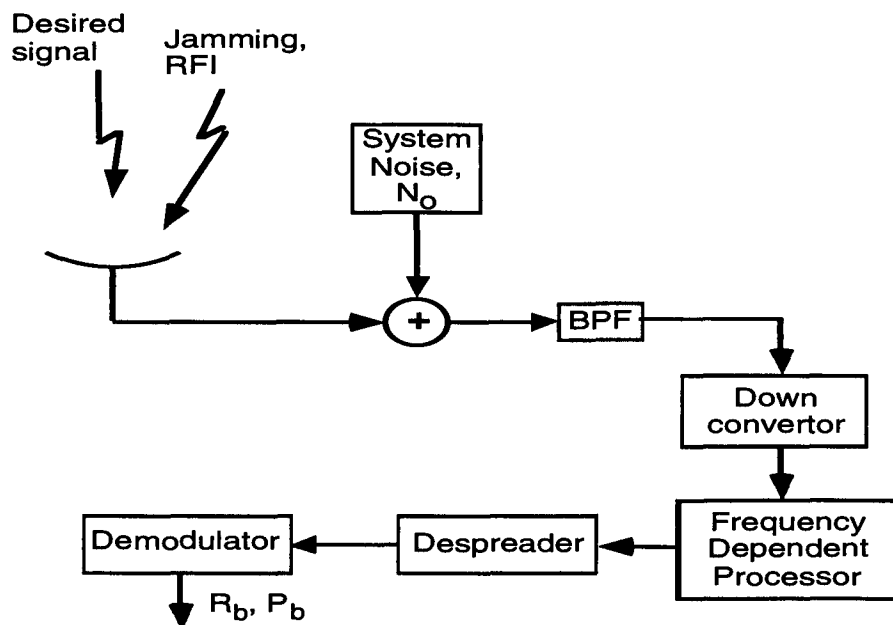 Desired
signal
Jamming,
RFI
System
Noise,
No
+
BPF
Down
convertor
Frequency
Dependent
Processor
Despreader
Demodulator
Rb, Pb